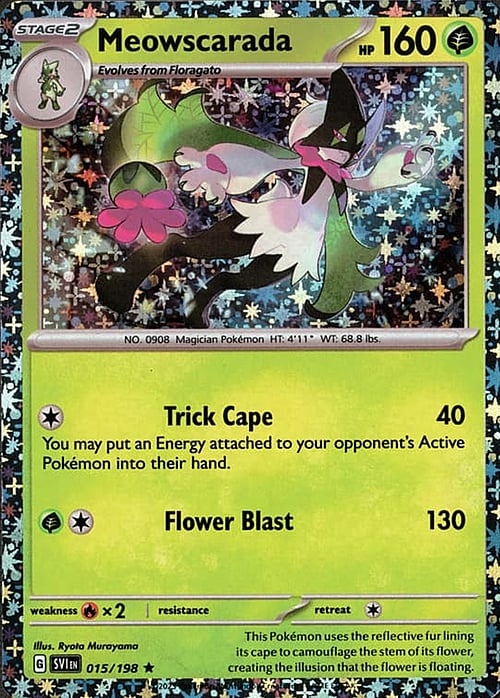 STAGE2 Meowscarada HP 160
Evolves from Floragato
NO. 0908 Magician Pokémon HT: 4'11" WT: 68.8 lbs.
Trick Cape 40
You may put an Energy attached to your opponent's Active
Pokémon into their hand.
Flower Blast 130
weakness ×2 resistance retreat
Illus. Ryota Murayama
G SVI EN 015/198 ★
This Pokémon uses the reflective fur lining
its cape to camouflage the stem of its flower,
creating the illusion that the flower is floating.